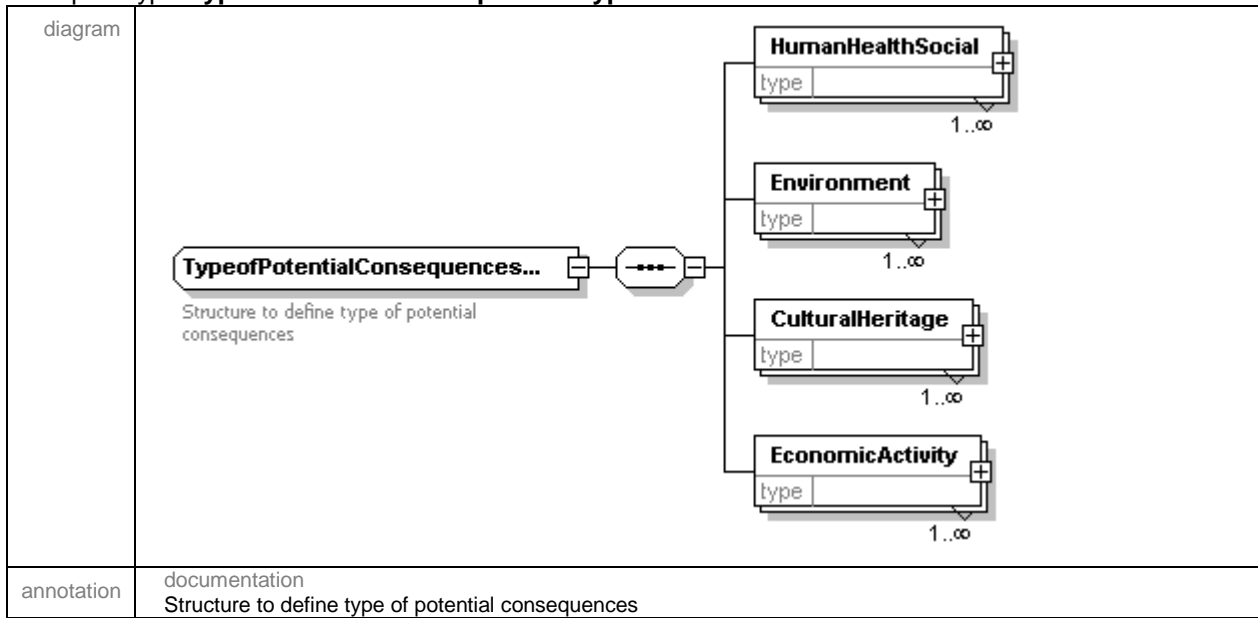 diagram
HumanHealthSocial
type
1..∞
Environment
type
1..∞
TypeofPotentialConsequences...
Structure to define type of potential
consequences
CulturalHeritage
type
1..∞
EconomicActivity
type
1..∞
annotation
documentation
Structure to define type of potential consequences